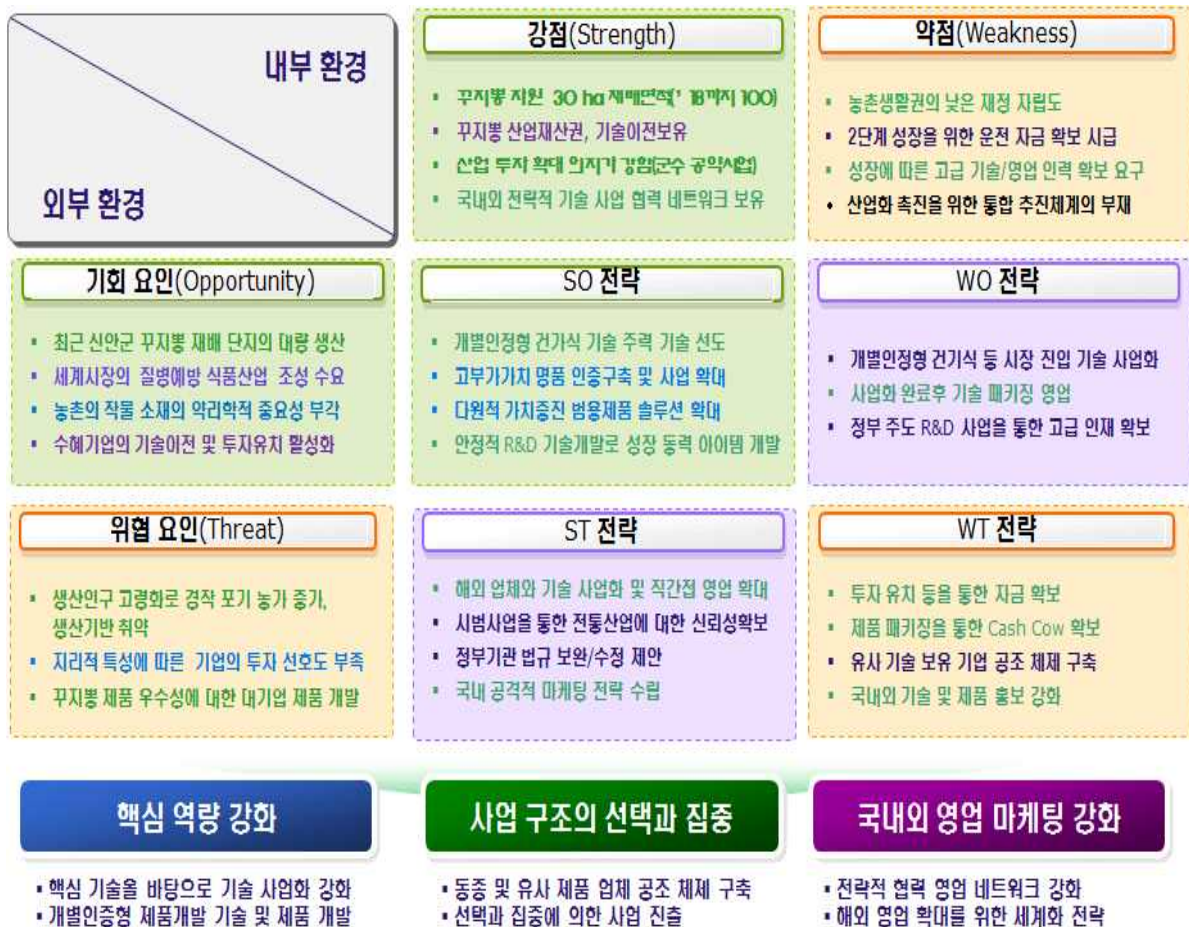 내부 환경
외부 환경
강점(Strength)
▪ 꾸지뽕 자원 30 ha 재배면적(' 18까지 100)
▪ 꾸지뽕 산업재산권, 기술이전보유
▪ 산업 투자 확대 의지가 강함(군수 공약사업)
▪ 국내외 전략적 기술 사업 협력 네트워크 보유
약점(Weakness)
▪ 농촌생활권의 낮은 재정 자립도
▪ 2단계 성장을 위한 운전 자금 확보 시급
▪ 성장에 따른 고급 기술/영업 인력 확보 요구
• 산업화 촉진을 위한 통합 추진체계의 부재
기회 요인(Opportunity)
▪ 최근 신안군 꾸지뽕 재배 단지의 대량 생산
▪ 세계시장의 질병예방 식품산업 조성 수요
▪ 농촌의 작물 소재의 약리학적 중요성 부각
▪ 수혜기업의 기술이전 및 투자유치 활성화
SO 전략
▪ 개별인정형 건가식 기술 주력 기술 선도
▪ 고부가가치 명품 인증구축 및 사업 확대
▪ 다원적 가치증진 범용제품 솔루션 확대
▪ 안정적 R&D 기술개발로 성장 동력 아이템 개발
WO 전략
▪ 개별인정형 건기식 등 시장 진입 기술 사업화
▪ 사업화 완료후 기술 패키징 영업
▪ 정부 주도 R&D 사업을 통한 고급 인재 확보
위협 요인(Threat)
▪ 생산인구 고령화로 경작 포기 농가 증가,
생산기반 취약
▪ 지리적 특성에 따른 기업의 투자 선호도 부족
▪ 꾸지뽕 제품 우수성에 대한 대기업 제품 개발
ST 전략
▪ 해외 업체와 기술 사업화 및 직간접 영업 확대
▪ 시범사업을 통한 전통산업에 대한 신뢰성확보
▪ 정부기관 법규 보완/수정 제안
▪ 국내 공격적 마케팅 전략 수립
WT 전략
▪ 투자 유치 등을 통한 자금 확보
▪ 제품 패키징을 통한 Cash Cow 확보
▪ 유사 기술 보유 기업 공조 체제 구축
▪ 국내외 기술 및 제품 홍보 강화
핵심 역량 강화
▪ 핵심 기술을 바탕으로 기술 사업화 강화
▪ 개별인증형 제품개발 기술 및 제품 개발
사업 구조의 선택과 집중
▪ 동종 및 유사 제품 업체 공조 체제 구축
▪ 선택과 집중에 의한 사업 진출
국내외 영업 마케팅 강화
▪ 전략적 협력 영업 네트워크 강화
▪ 해외 영업 확대를 위한 세계화 전략